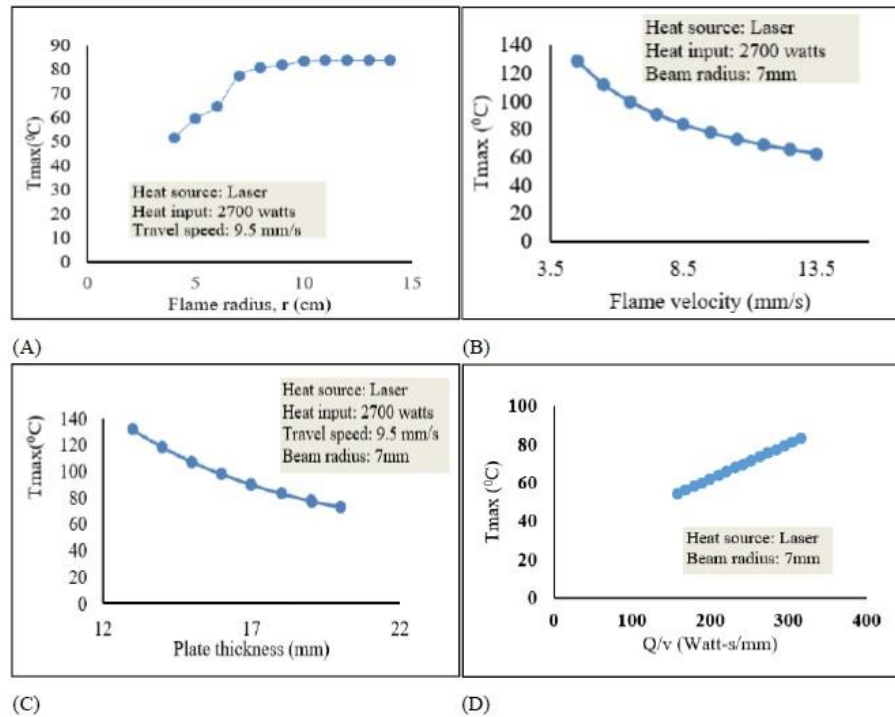 Tmax(⁰C)
90
80
70
60
50
40
30
20
10
0
Heat source: Laser
Heat input: 2700 watts
Travel speed: 9.5 mm/s
0 5 10 15
Flame radius, r (cm)
(A)
Heat source: Laser
Heat input: 2700 watts
Beam radius: 7mm
Tmax (⁰C)
140
120
100
80
60
40
20
0
3.5 8.5 13.5
Flame velocity (mm/s)
(B)
Heat source: Laser
Heat input: 2700 watts
Travel speed: 9.5 mm/s
Beam radius: 7mm
Tmax(⁰C)
140
120
100
80
60
40
20
0
12 17 22
Plate thickness (mm)
(C)
Tmax (⁰C)
100
80
60
40
20
0
Heat source: Laser
Beam radius: 7mm
0 100 200 300 400
Q/v (Watt-s/mm)
(D)